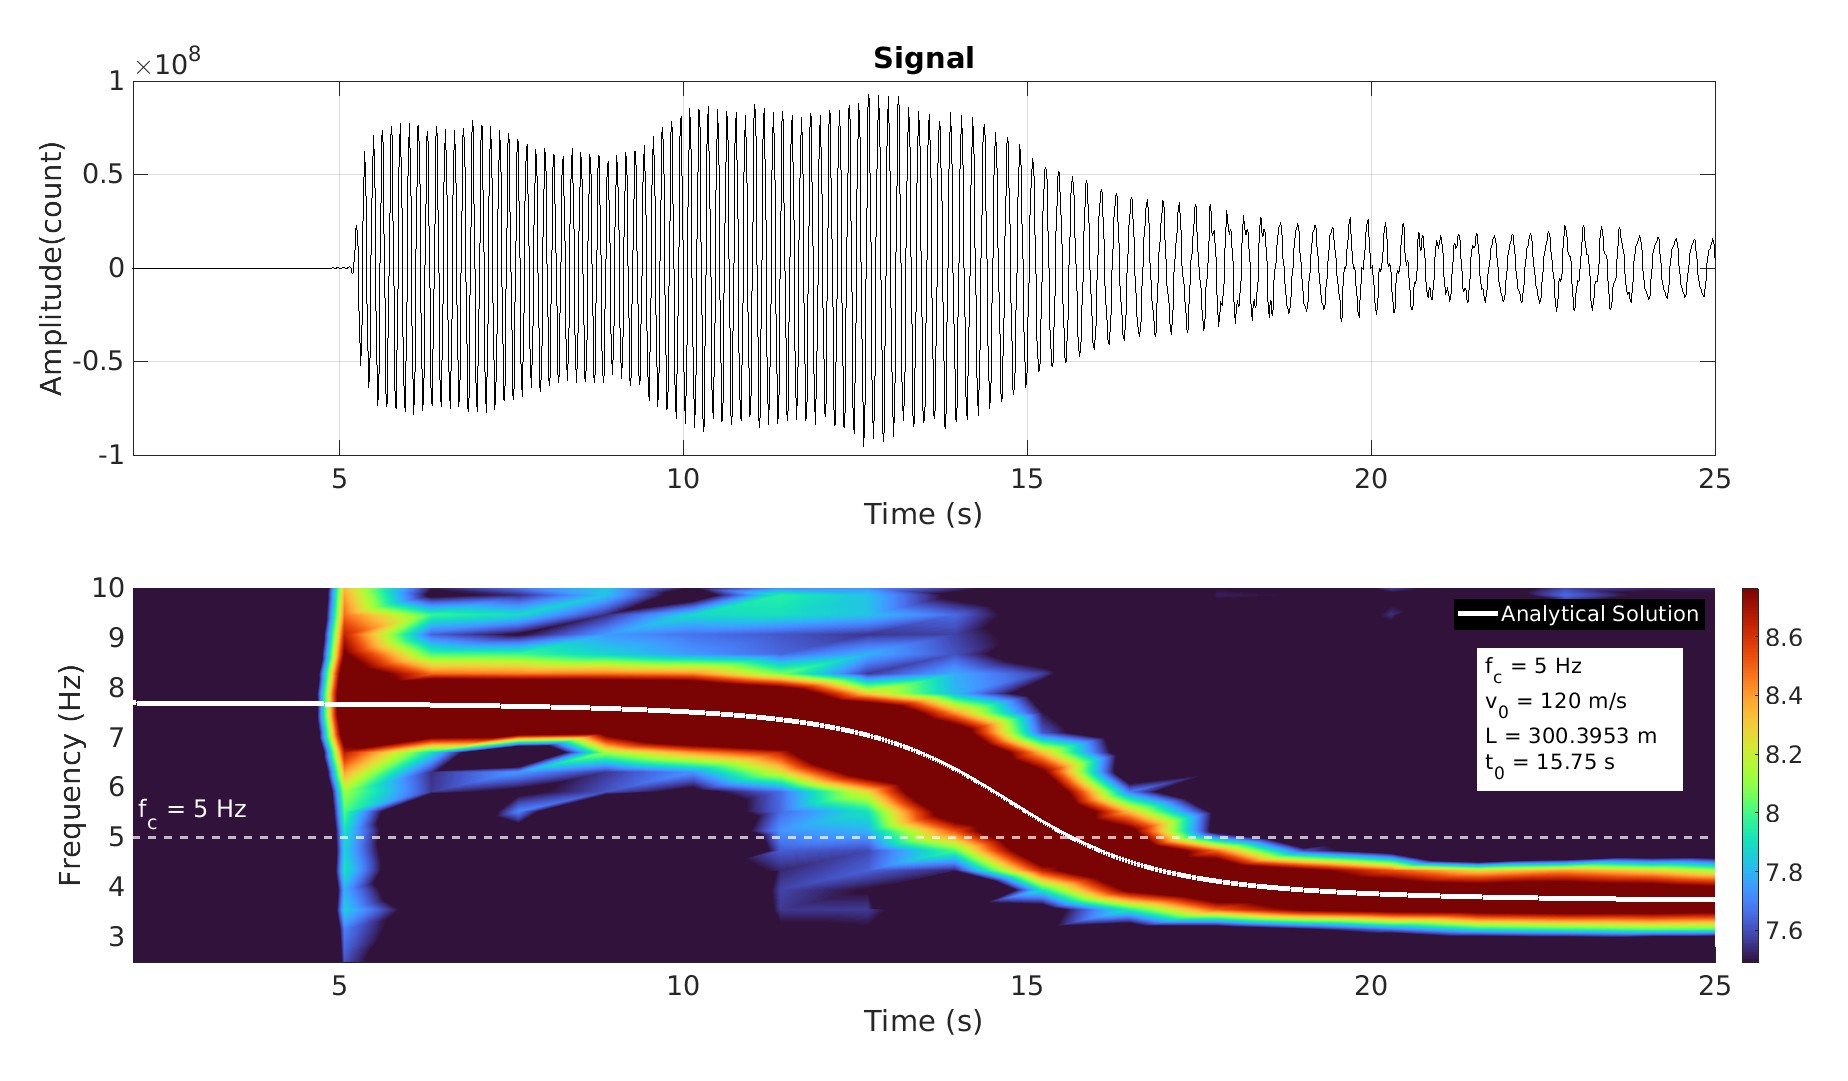 Signal
×10^8
1
0.5
0
-0.5
-1
Amplitude(count)
5 10 15 20 25
Time (s)
10
9
8
7
6
5
4
3
Frequency (Hz)
f_c = 5 Hz
Analytical Solution
f_c = 5 Hz
v_0 = 120 m/s
L = 300.3953 m
t_0 = 15.75 s
8.6
8.4
8.2
8
7.8
7.6
5 10 15 20 25
Time (s)